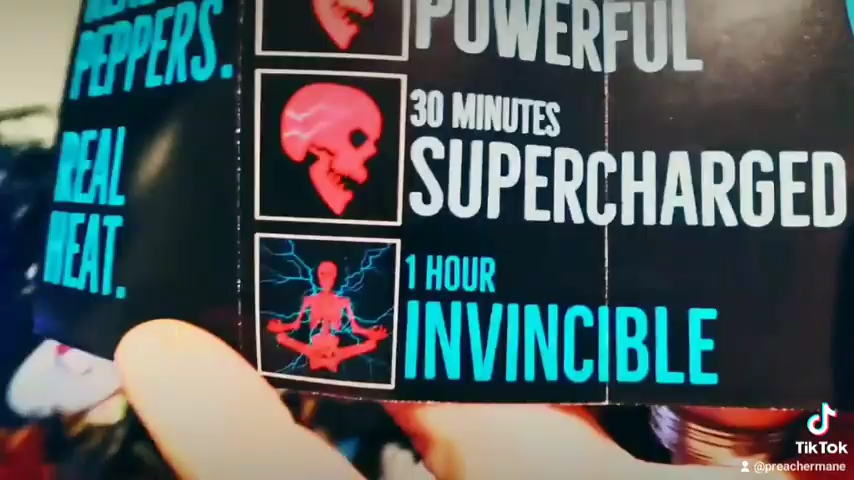 PEPPERS.
REAL
HEAT.
POWERFUL
30 MINUTES
SUPERCHARGED
1 HOUR
INVINCIBLE
TikTok
@preachermane